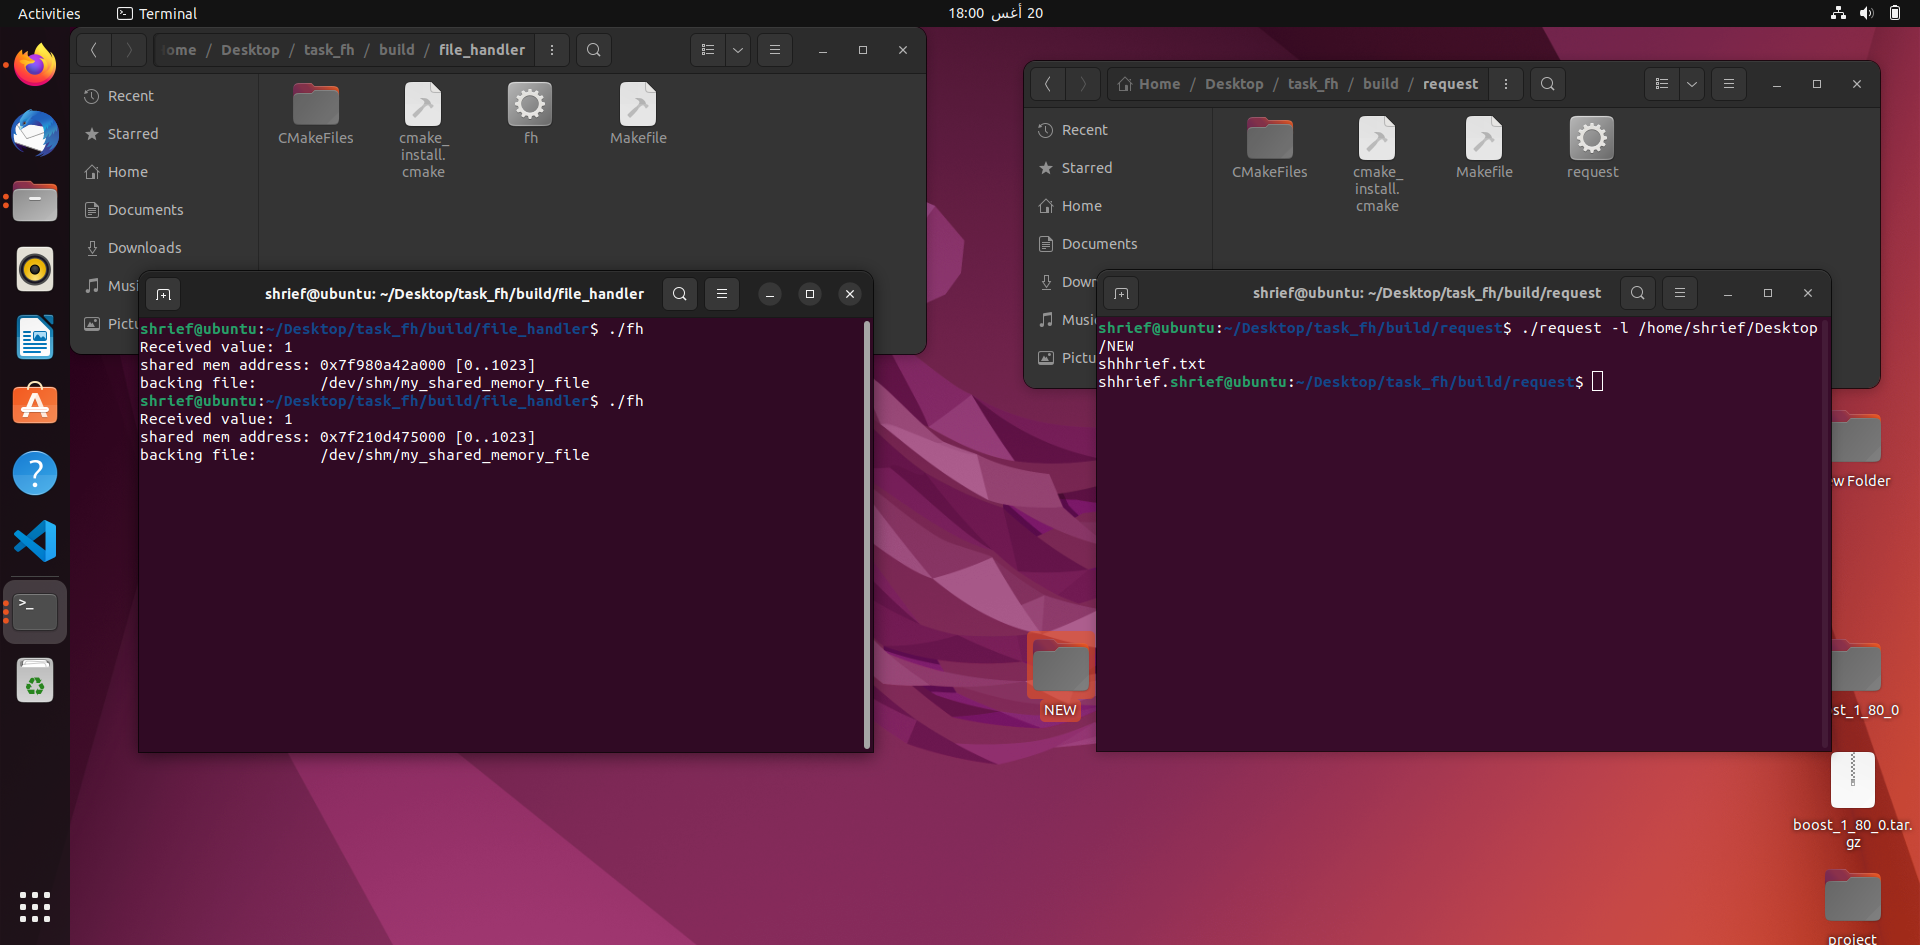 Activities
Terminal
20 أغس 18:00
ome / Desktop / task_fh / build / file_handler
Recent
Starred
Home
Documents
Downloads
Musi
Pictu
CMakeFiles
cmake_
install.
cmake
fh
Makefile
Home / Desktop / task_fh / build / request
Recent
Starred
Home
Documents
Down
Musi
Pictu
CMakeFiles
cmake_
install.
cmake
Makefile
request
shrief@ubuntu: ~/Desktop/task_fh/build/file_handler
shrief@ubuntu:~/Desktop/task_fh/build/file_handler$ ./fh
Received value: 1
shared mem address: 0x7f980a42a000 [0..1023]
backing file:       /dev/shm/my_shared_memory_file
shrief@ubuntu:~/Desktop/task_fh/build/file_handler$ ./fh
Received value: 1
shared mem address: 0x7f210d475000 [0..1023]
backing file:       /dev/shm/my_shared_memory_file
shrief@ubuntu: ~/Desktop/task_fh/build/request
shrief@ubuntu:~/Desktop/task_fh/build/request$ ./request -l /home/shrief/Desktop
/NEW
shhhrief.txt
shhrief.shrief@ubuntu:~/Desktop/task_fh/build/request$
ew Folder
NEW
st_1_80_0
boost_1_80_0.tar.
gz
project